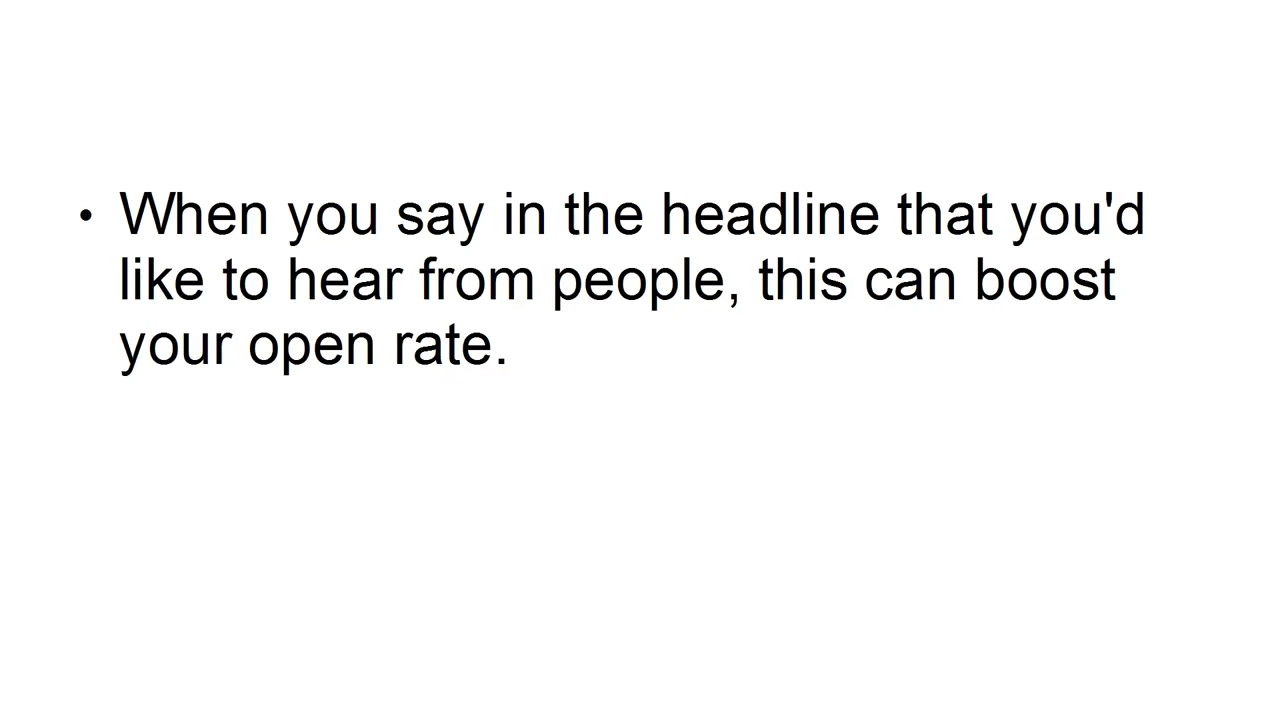 • When you say in the headline that you'd
like to hear from people, this can boost
your open rate.